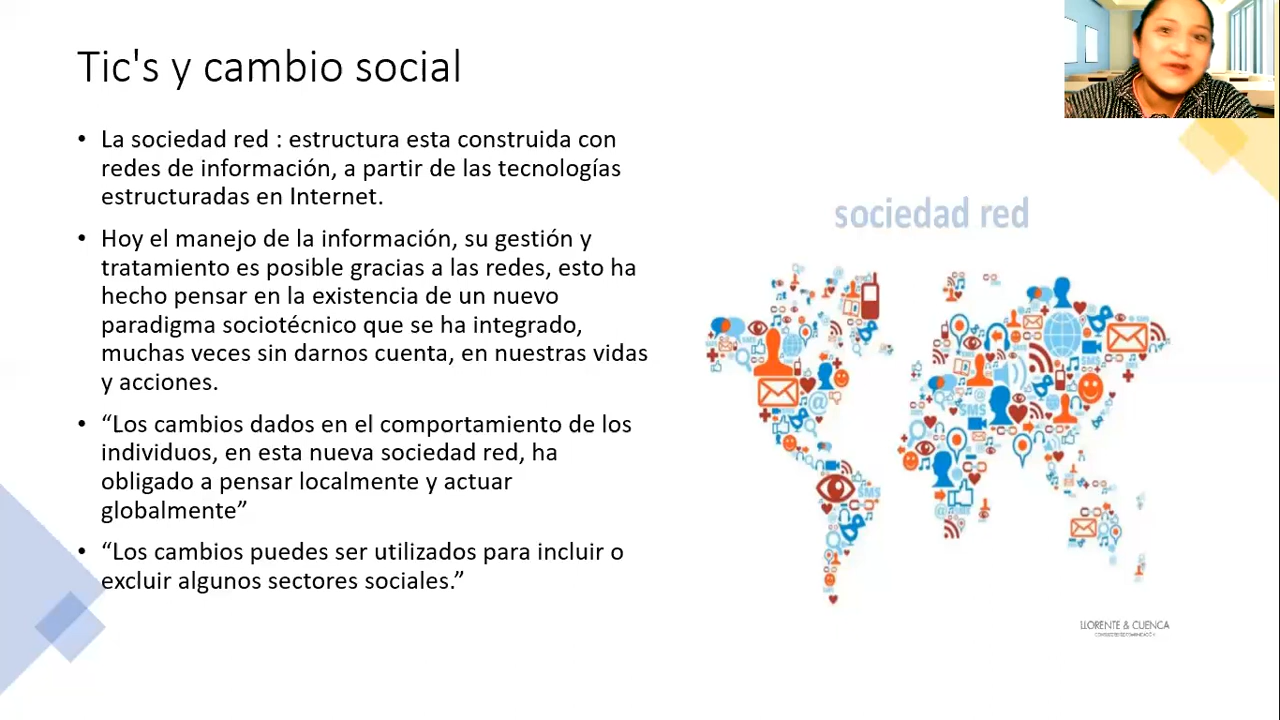 Tic's y cambio social
• La sociedad red : estructura esta construida con
redes de información, a partir de las tecnologías
estructuradas en Internet.
• Hoy el manejo de la información, su gestión y
tratamiento es posible gracias a las redes, esto ha
hecho pensar en la existencia de un nuevo
paradigma sociotécnico que se ha integrado,
muchas veces sin darnos cuenta, en nuestras vidas
y acciones.
• “Los cambios dados en el comportamiento de los
individuos, en esta nueva sociedad red, ha
obligado a pensar localmente y actuar
globalmente”
• “Los cambios puedes ser utilizados para incluir o
excluir algunos sectores sociales.”
sociedad red
SMS
SMS
SMS
SMS
LLORENTE & CUENCA